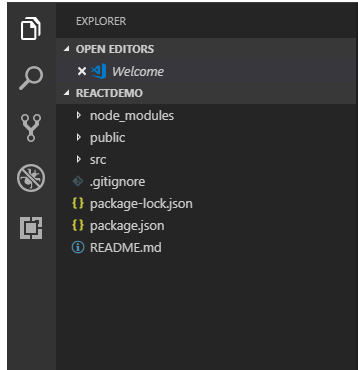 EXPLORER
OPEN EDITORS
Welcome
REACTDEMO
node_modules
public
src
.gitignore
package-lock.json
package.json
README.md